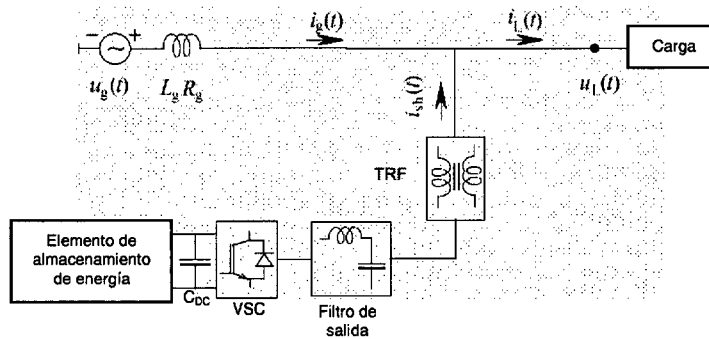 i_g(t)
i_l(t)
− +
u_g(t)
L_g R_g
Carga
u_l(t)
i_sh(t)
TRF
Elemento de
almacenamiento
de energía
C_DC
VSC
Filtro de
salida